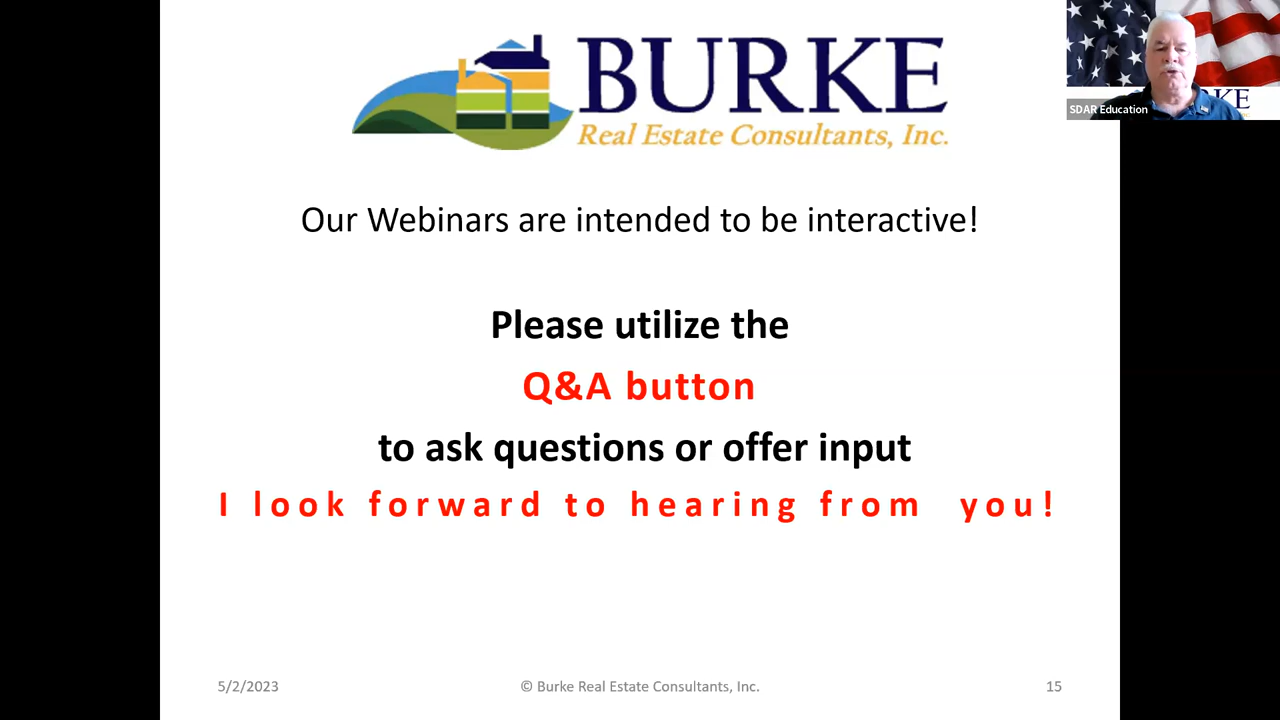 BURKE
Real Estate Consultants, Inc.
SDAR Education
Our Webinars are intended to be interactive!
Please utilize the
Q&A button
to ask questions or offer input
I look forward to hearing from you!
5/2/2023
© Burke Real Estate Consultants, Inc.
15